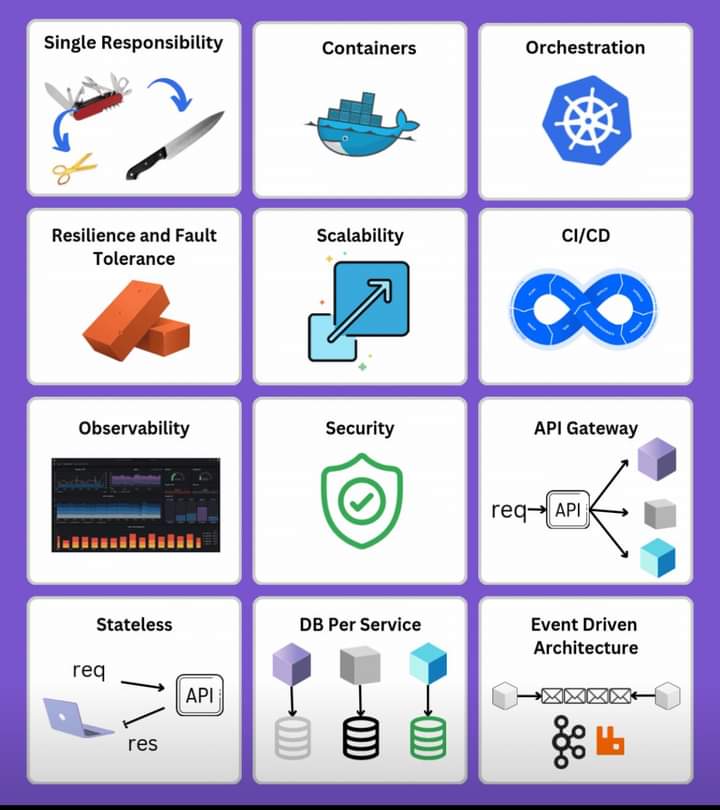 Single Responsibility
Containers
Orchestration
Resilience and Fault
Tolerance
Scalability
CI/CD
Observability
Security
API Gateway
req
API
Stateless
req
API
res
DB Per Service
Event Driven
Architecture